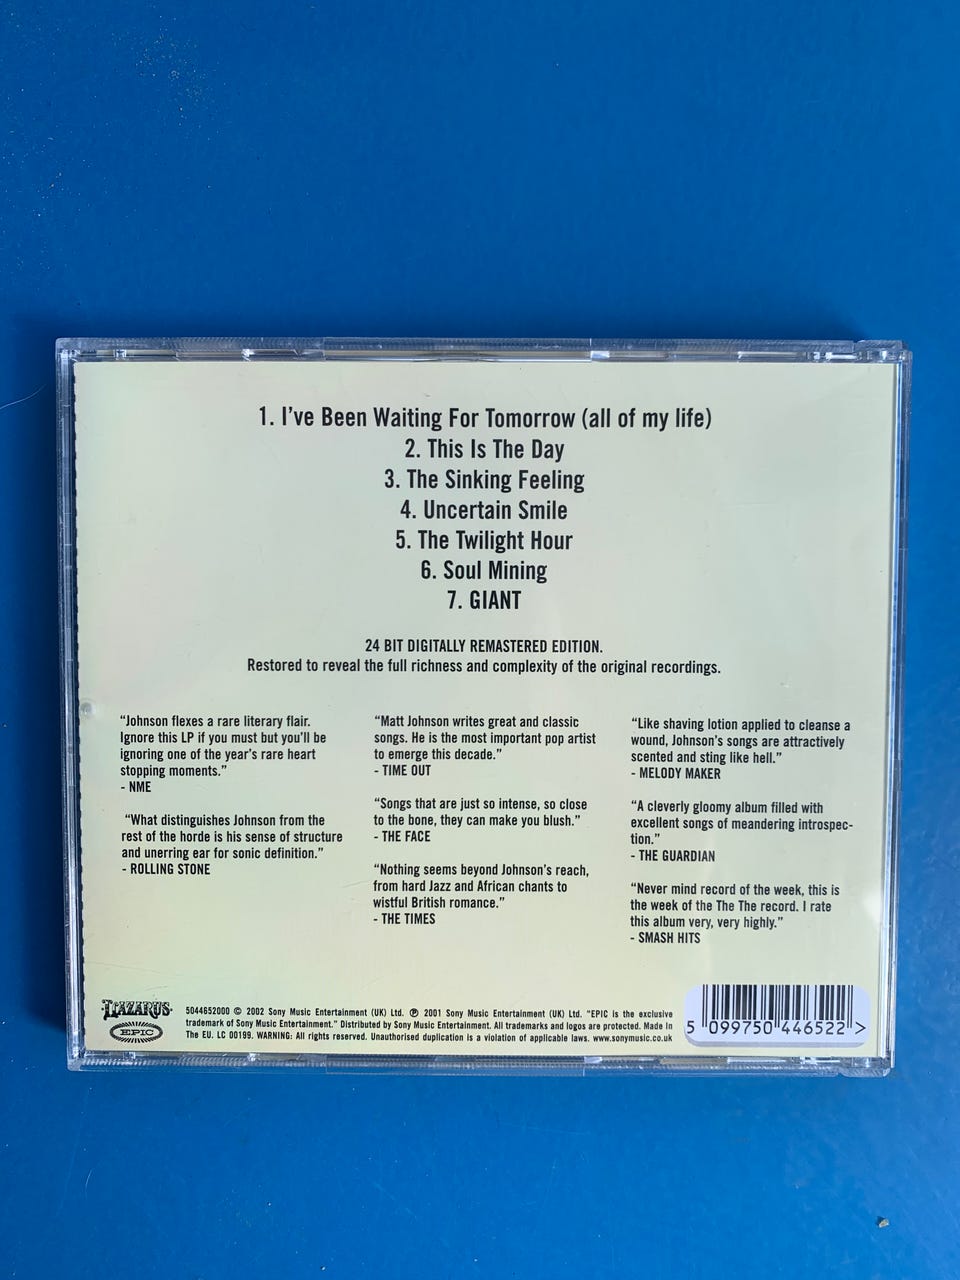 1. I've Been Waiting For Tomorrow (all of my life)
2. This Is The Day
3. The Sinking Feeling
4. Uncertain Smile
5. The Twilight Hour
6. Soul Mining
7. GIANT
24 BIT DIGITALLY REMASTERED EDITION.
Restored to reveal the full richness and complexity of the original recordings.
"Johnson flexes a rare literary flair.
Ignore this LP if you must but you'll be
ignoring one of the year's rare heart
stopping moments."
- NME
"What distinguishes Johnson from the
rest of the horde is his sense of structure
and unerring ear for sonic definition."
- ROLLING STONE
"Matt Johnson writes great and classic
songs. He is the most important pop artist
to emerge this decade."
- TIME OUT
"Songs that are just so intense, so close
to the bone, they can make you blush."
- THE FACE
"Nothing seems beyond Johnson's reach,
from hard Jazz and African chants to
wistful British romance."
- THE TIMES
"Like shaving lotion applied to cleanse a
wound, Johnson's songs are attractively
scented and sting like hell."
- MELODY MAKER
"A cleverly gloomy album filled with
excellent songs of meandering introspec-
tion."
- THE GUARDIAN
"Never mind record of the week, this is
the week of the The The record. I rate
this album very, very highly."
- SMASH HITS
LAZARUS
EPIC
5044652000 © 2002 Sony Music Entertainment (UK) Ltd. ℗ 2001 Sony Music Entertainment (UK) Ltd. "EPIC is the exclusive
trademark of Sony Music Entertainment." Distributed by Sony Music Entertainment. All trademarks and logos are protected. Made In
The EU. LC 00199. WARNING: All rights reserved. Unauthorised duplication is a violation of applicable laws. www.sonymusic.co.uk
5 099750 446522 >